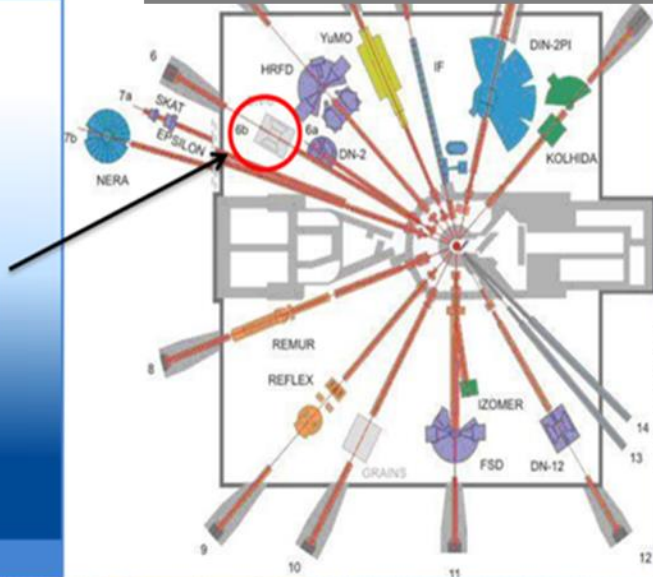 YuMO
DIN-2PI
IF
HRFD
6
7a
SKAT
6b
6a
7b
EPSILON
DN-2
KOLHIDA
NERA
REMUR
8
REFLEX
IZOMER
14
13
GRAINS
FSD
DN-12
9
10
11
12